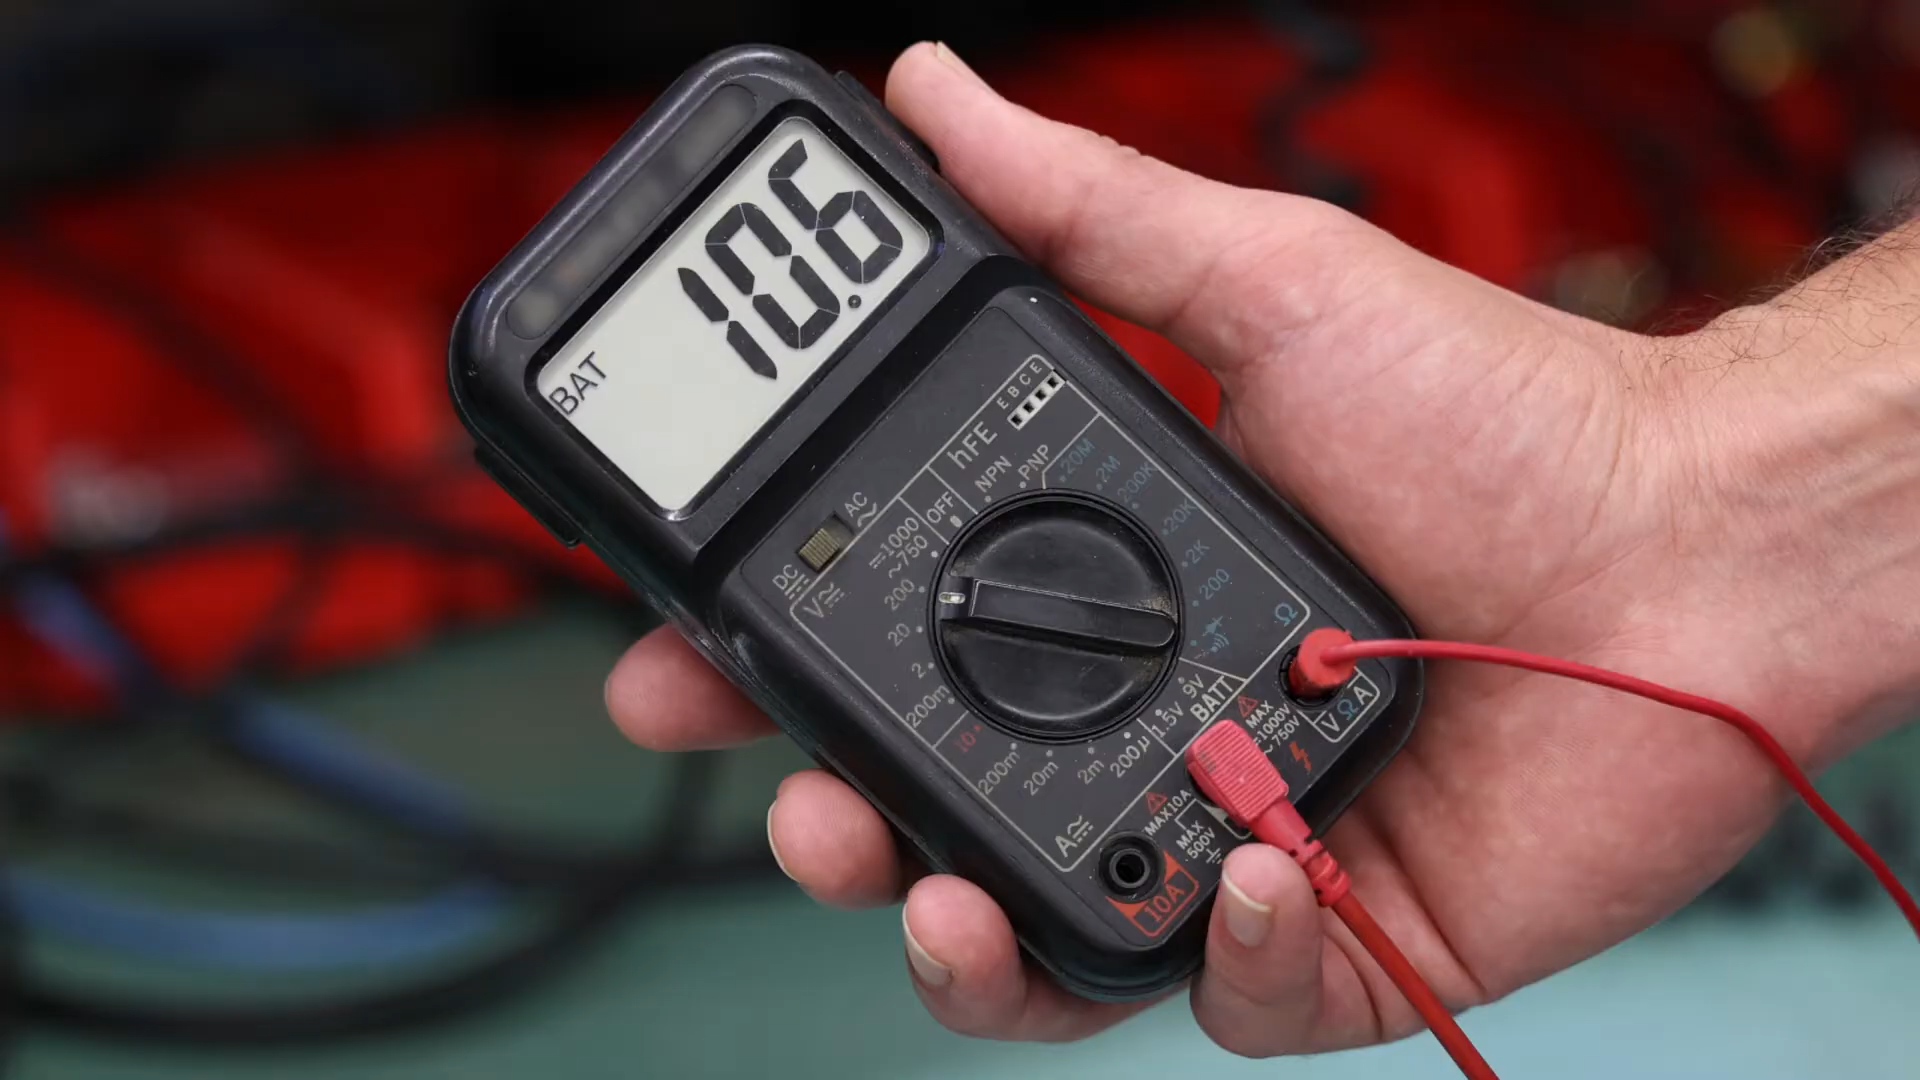 10.6
BAT
E B C E
hFE
NPN
PNP
OFF
AC
DC
V
⎓1000
~750
200
20
2
200m
10
200m
20m
2m
200µ
A
1.5V
9V
BATT
20M
2M
200K
20K
2K
200
Ω
MAX
⎓1000V
~750V
V Ω A
MAX10A
MAX
500V
10A